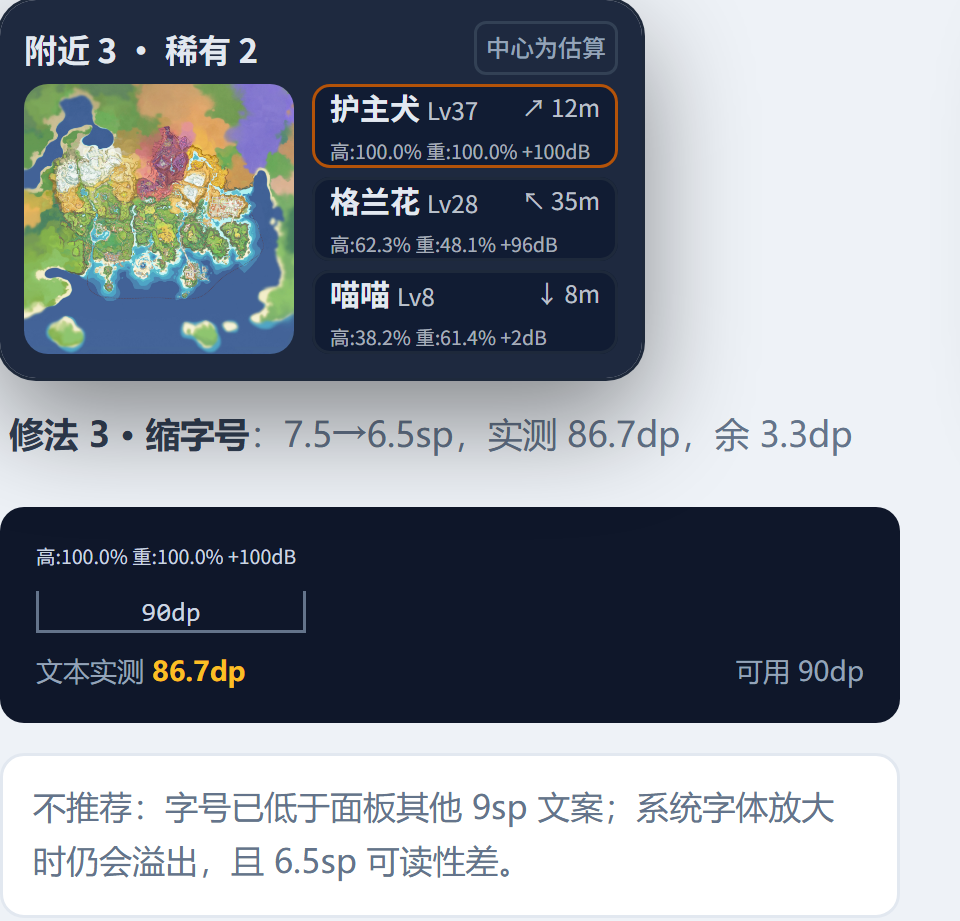 附近 3 · 稀有 2
中心为估算
护主犬 Lv37 ↗ 12m
高:100.0% 重:100.0% +100dB
格兰花 Lv28 ↖ 35m
高:62.3% 重:48.1% +96dB
喵喵 Lv8 ↓ 8m
高:38.2% 重:61.4% +2dB
修法 3 · 缩字号：7.5→6.5sp，实测 86.7dp，余 3.3dp
高:100.0% 重:100.0% +100dB
90dp
文本实测 86.7dp 可用 90dp
不推荐：字号已低于面板其他 9sp 文案；系统字体放大
时仍会溢出，且 6.5sp 可读性差。